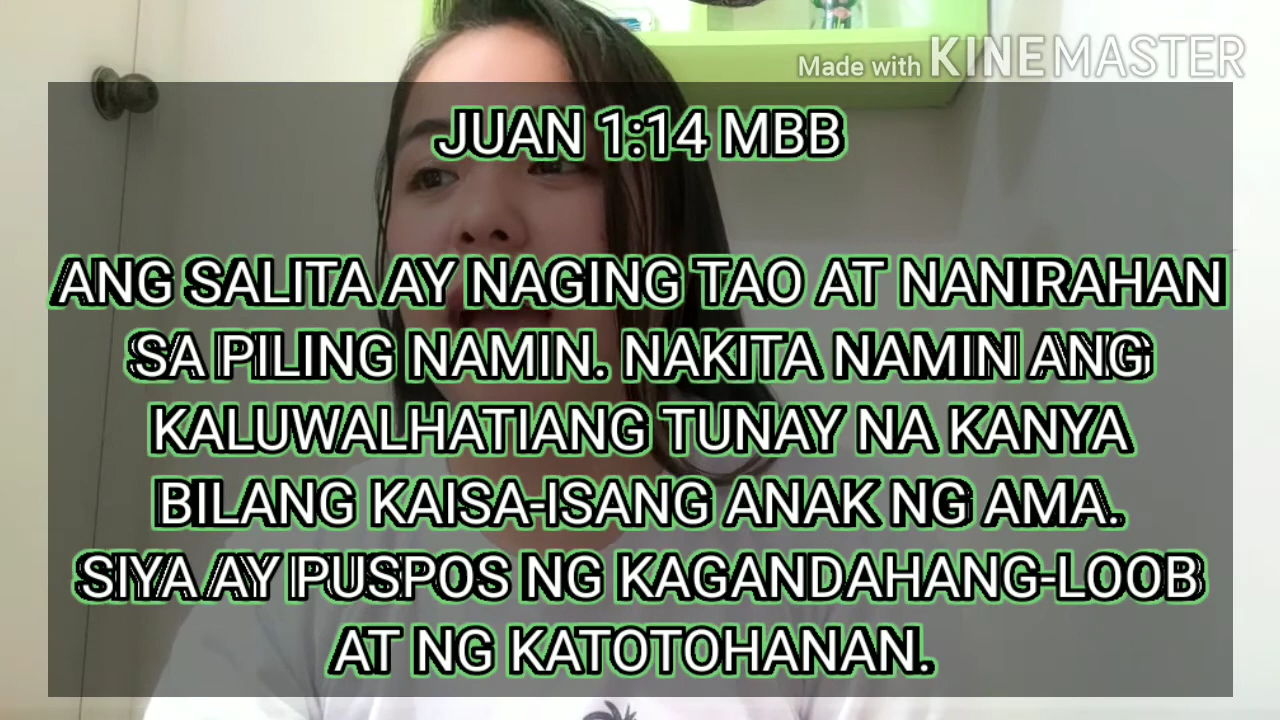 Made with KINEMASTER
JUAN 1:14 MBB
ANG SALITA AY NAGING TAO AT NANIRAHAN
SA PILING NAMIN. NAKITA NAMIN ANG
KALUWALHATIANG TUNAY NA KANYA
BILANG KAISA-ISANG ANAK NG AMA.
SIYA AY PUSPOS NG KAGANDAHANG-LOOB
AT NG KATOTOHANAN.